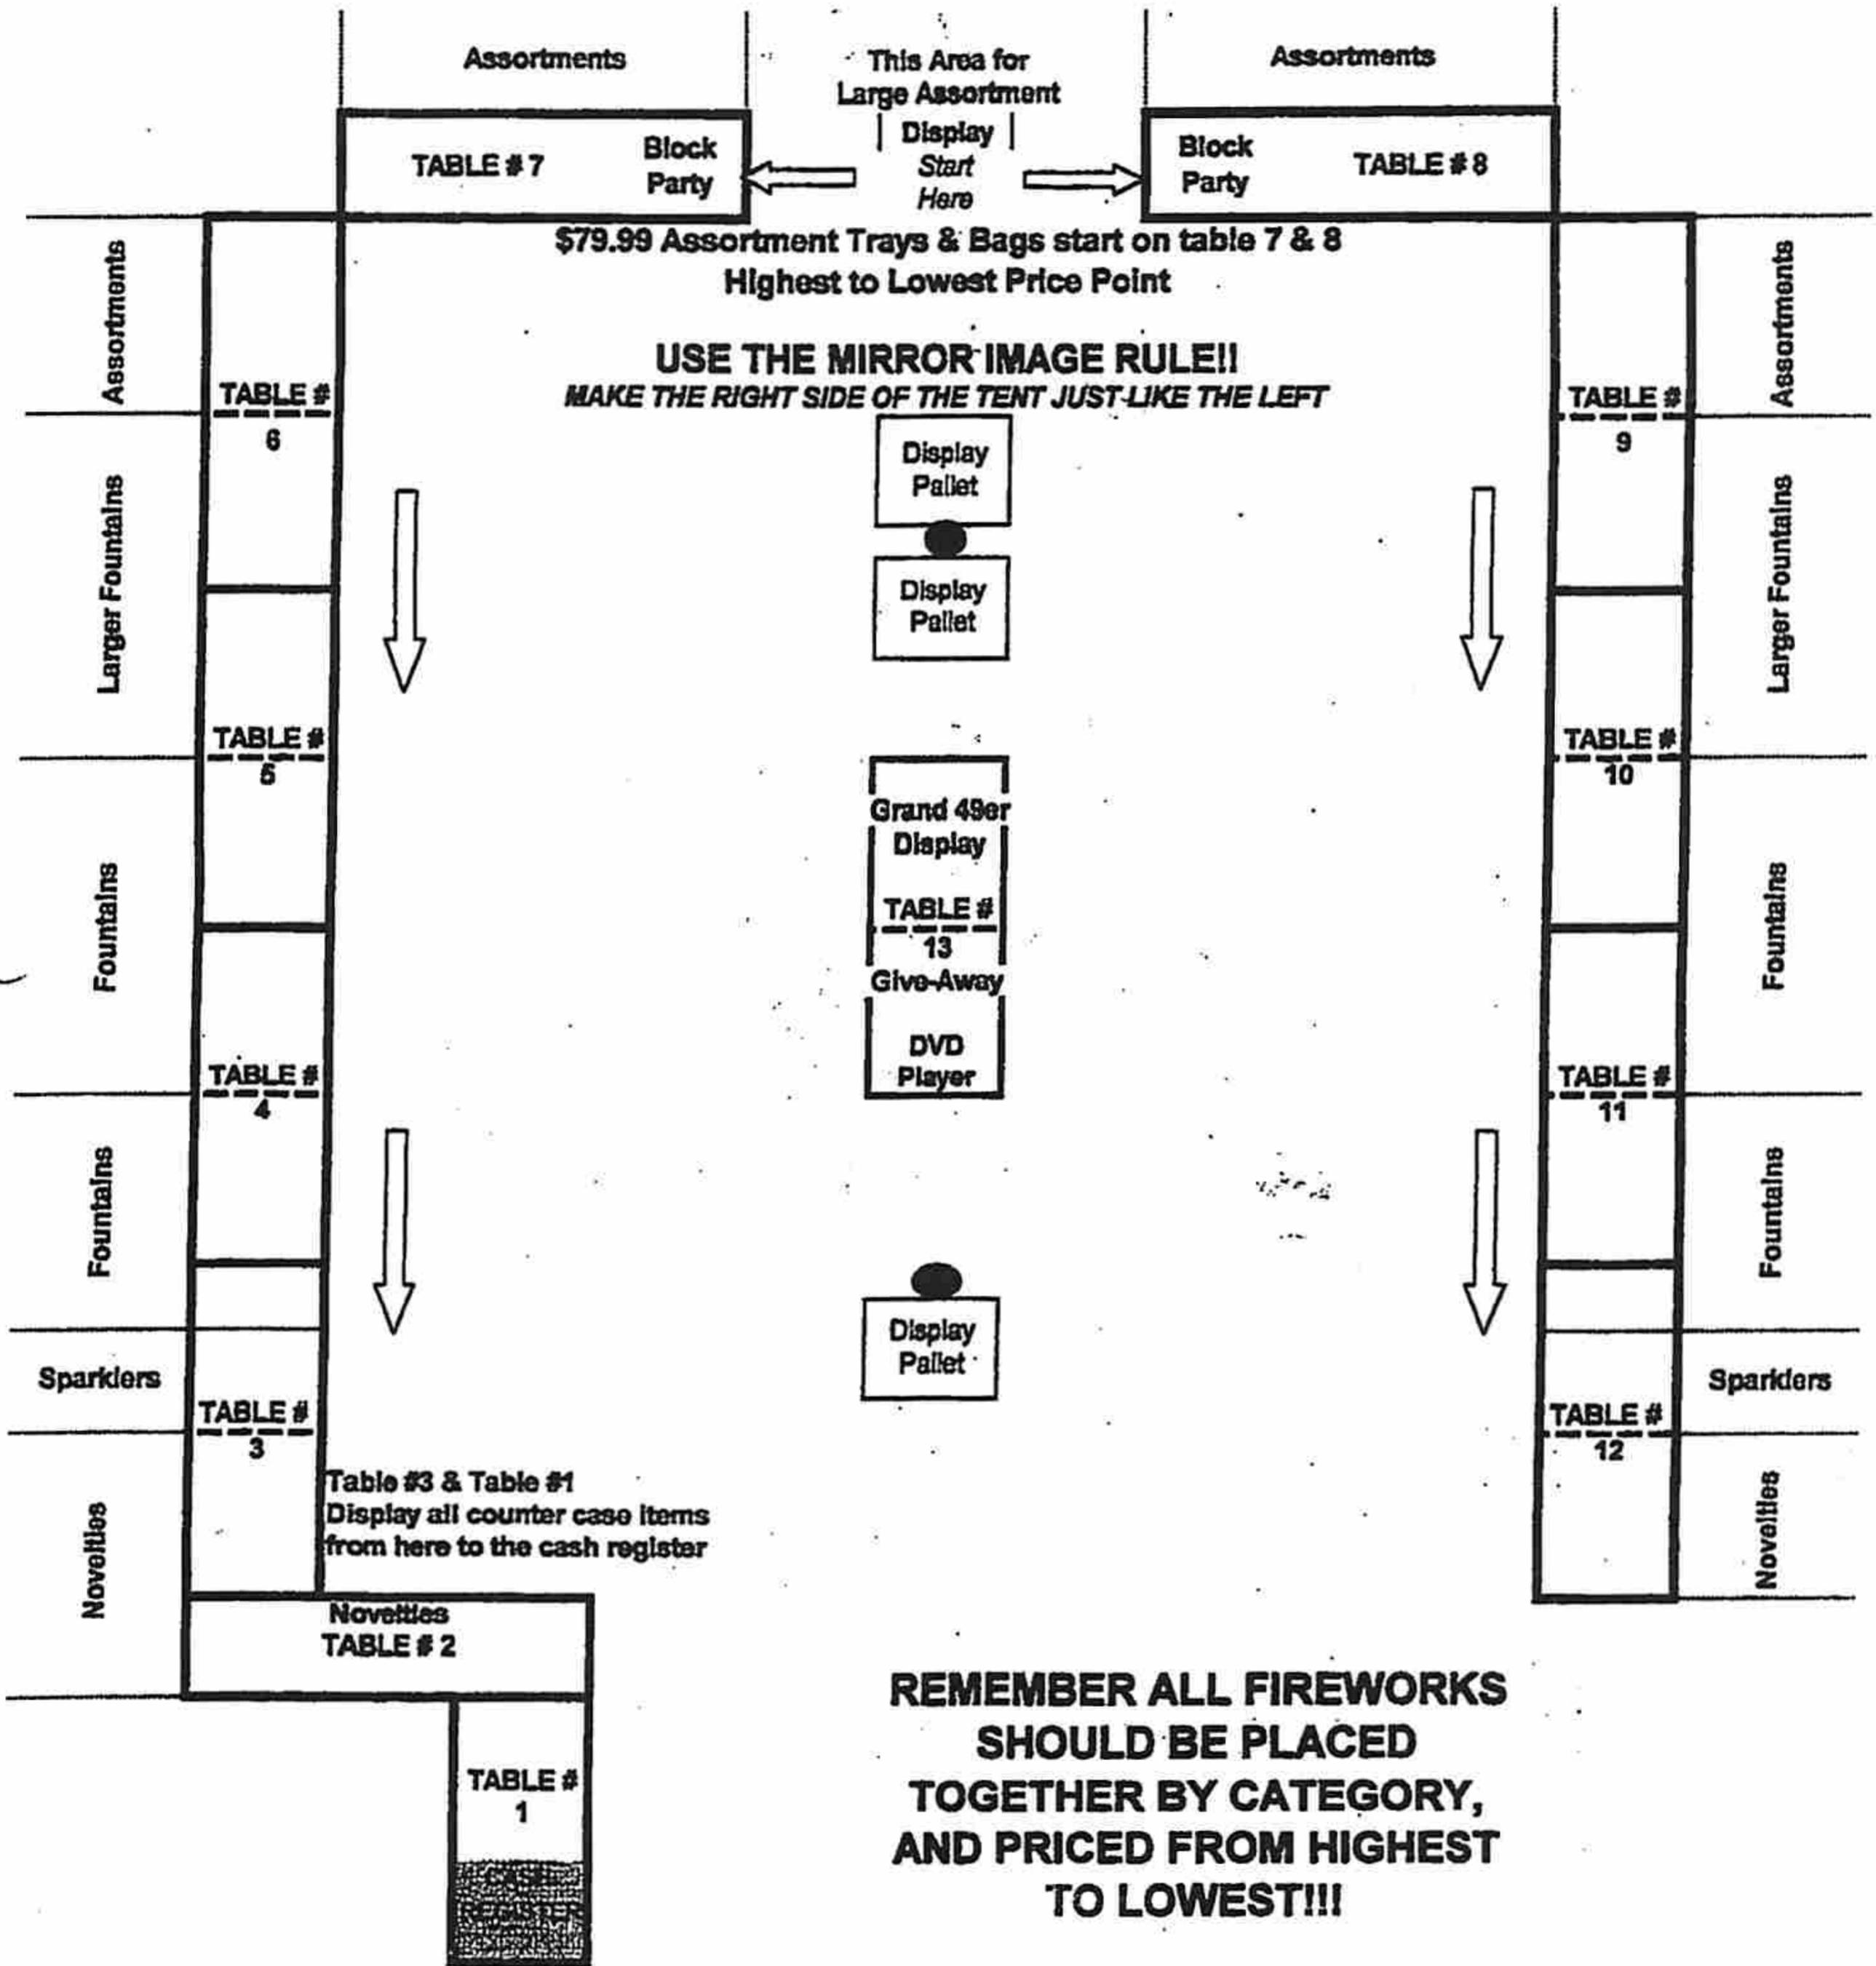 Assortments
This Area for
Large Assortment
Display
Start
Here
Assortments
TABLE # 7
Block
Party
Block
Party
TABLE # 8
$79.99 Assortment Trays & Bags start on table 7 & 8
Highest to Lowest Price Point
USE THE MIRROR IMAGE RULE!!
MAKE THE RIGHT SIDE OF THE TENT JUST LIKE THE LEFT
Assortments
Larger Fountains
Fountains
Fountains
Sparklers
Novelties
TABLE #
6
TABLE #
5
TABLE #
4
TABLE #
3
Display
Pallet
Display
Pallet
Grand 49er
Display
TABLE #
13
Give-Away
DVD
Player
Display
Pallet
TABLE #
9
TABLE #
10
TABLE #
11
TABLE #
12
Assortments
Larger Fountains
Fountains
Fountains
Sparklers
Novelties
Table #3 & Table #1
Display all counter case items
from here to the cash register
Novelties
TABLE # 2
TABLE #
1
CASH
REGISTER
REMEMBER ALL FIREWORKS
SHOULD BE PLACED
TOGETHER BY CATEGORY,
AND PRICED FROM HIGHEST
TO LOWEST!!!